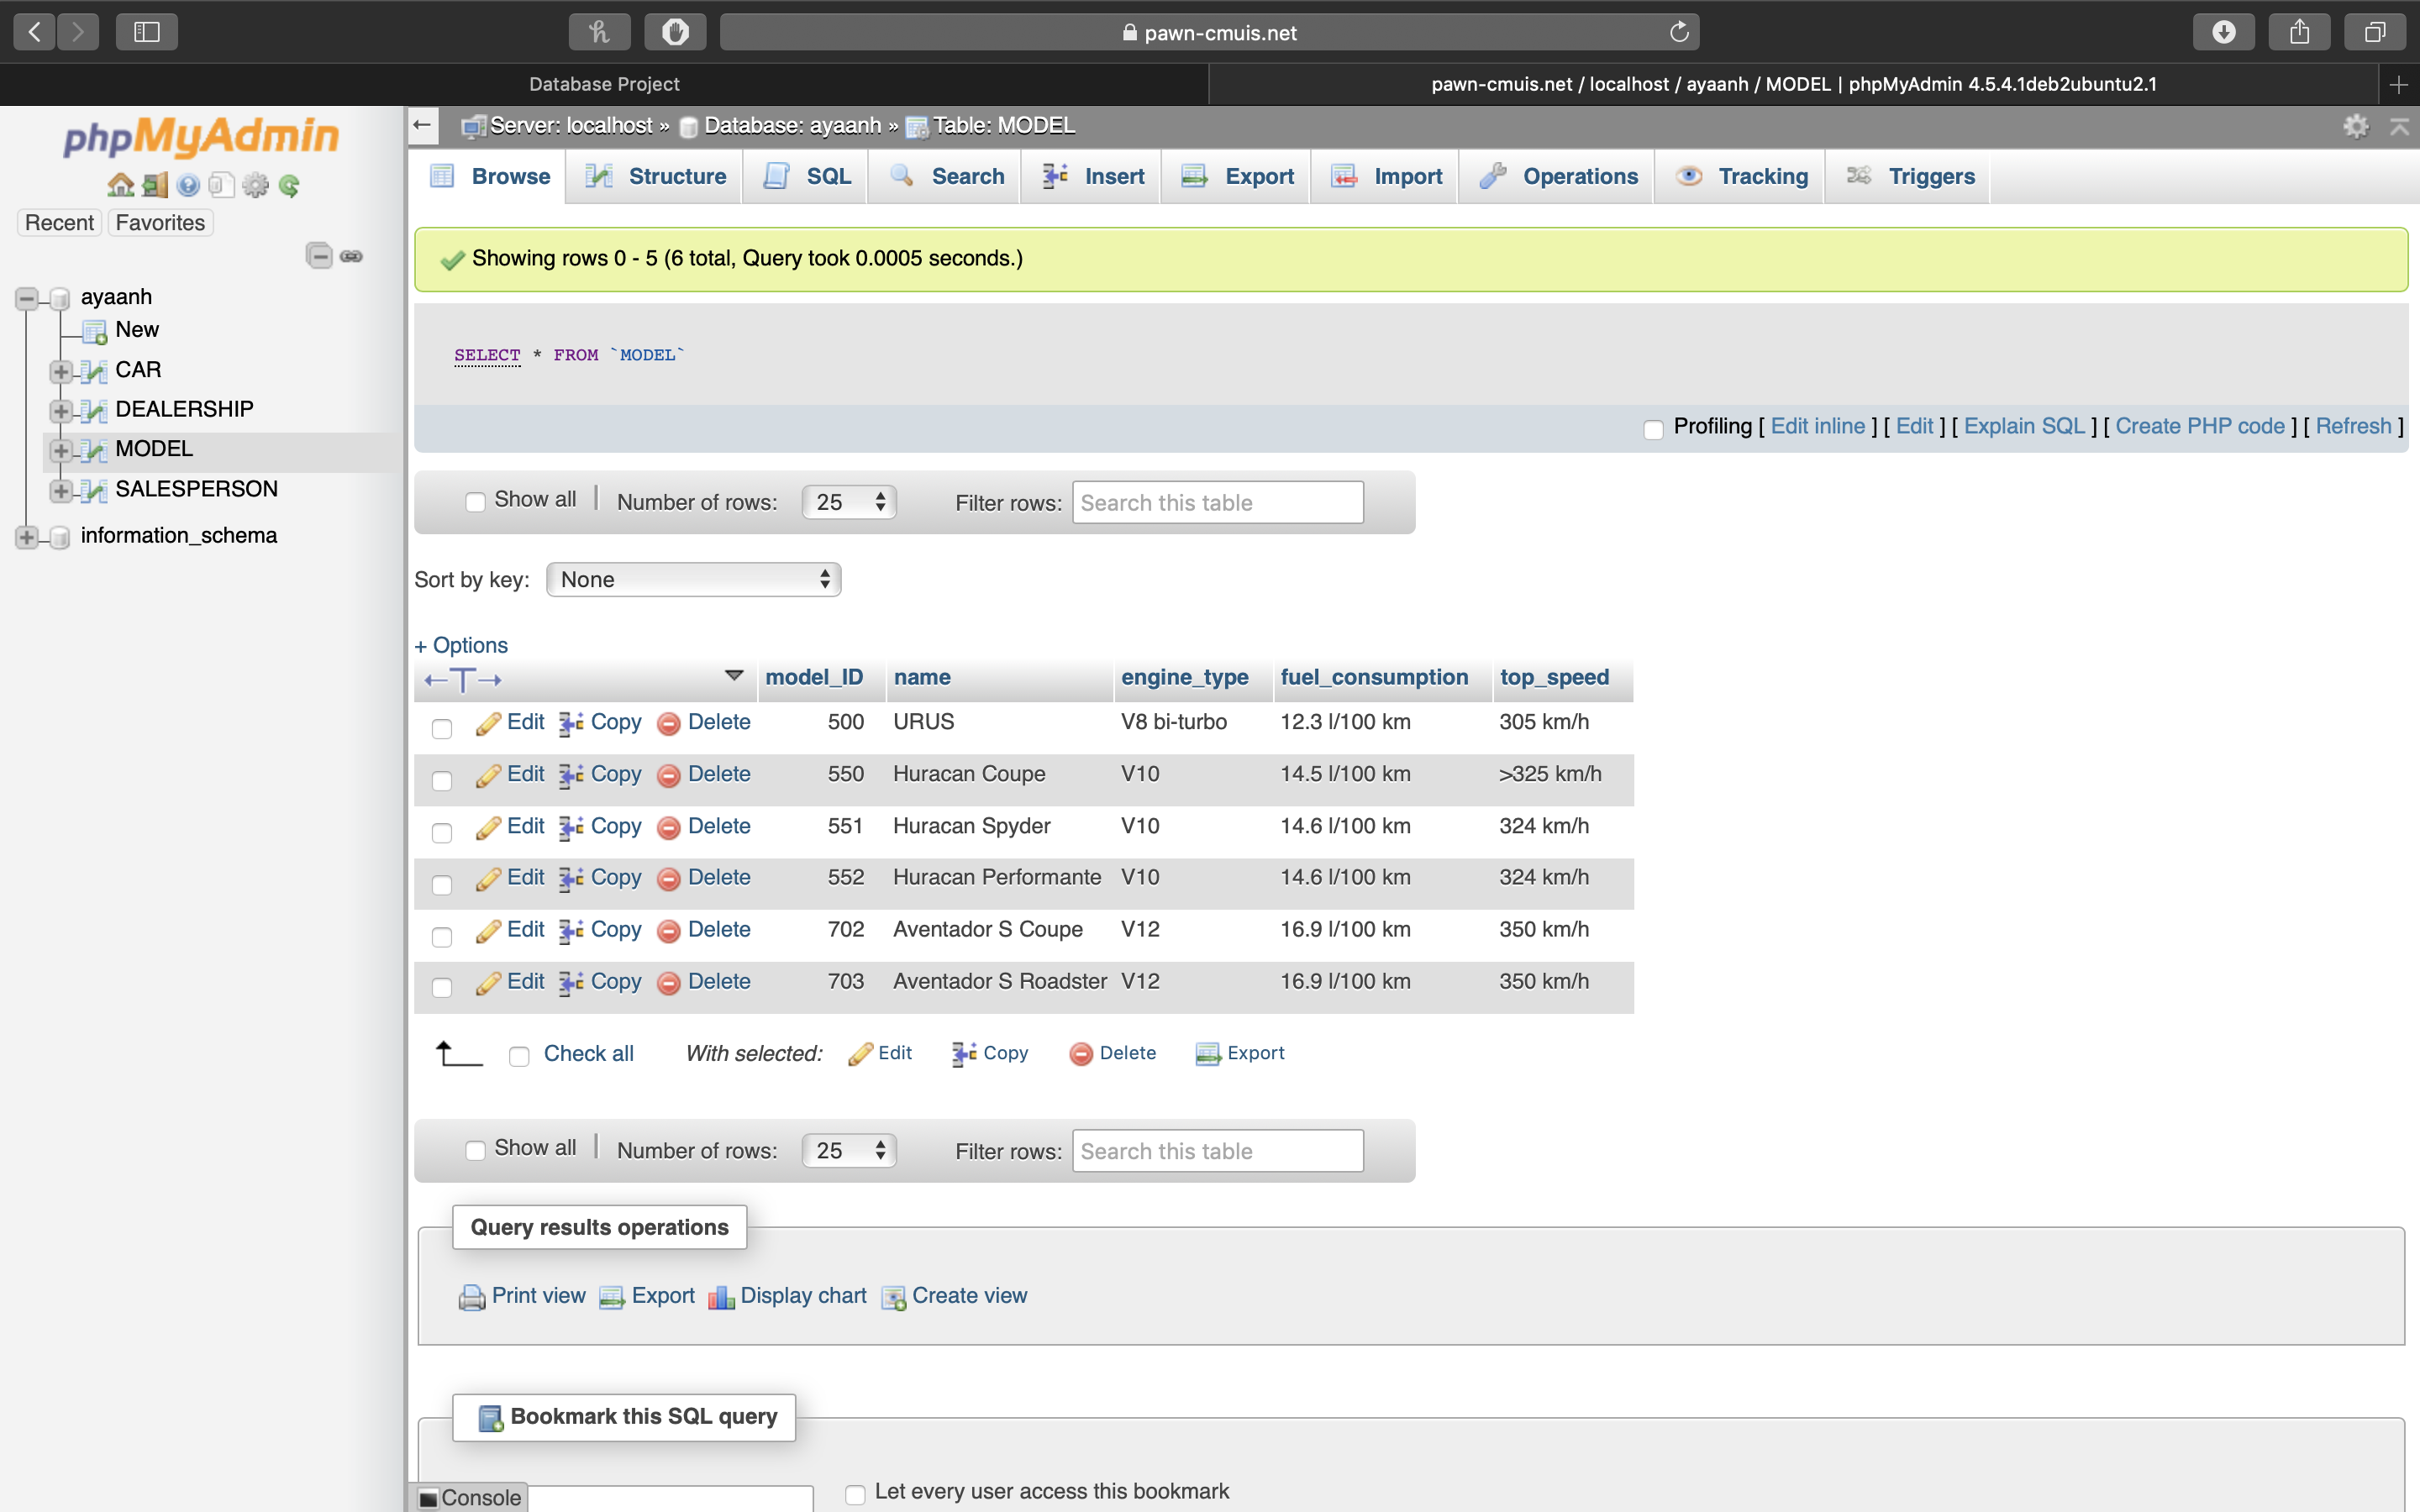 pawn-cmuis.net
Database Project
pawn-cmuis.net / localhost / ayaanh / MODEL | phpMyAdmin 4.5.4.1deb2ubuntu2.1
phpMyAdmin
Recent Favorites
ayaanh
New
CAR
DEALERSHIP
MODEL
SALESPERSON
information_schema
Server: localhost » Database: ayaanh » Table: MODEL
Browse Structure SQL Search Insert Export Import Operations Tracking Triggers
Showing rows 0 - 5 (6 total, Query took 0.0005 seconds.)
SELECT * FROM `MODEL`
Profiling [ Edit inline ] [ Edit ] [ Explain SQL ] [ Create PHP code ] [ Refresh ]
Show all | Number of rows: 25 Filter rows: Search this table
Sort by key: None
+ Options
←T→ model_ID name engine_type fuel_consumption top_speed
Edit Copy Delete 500 URUS V8 bi-turbo 12.3 l/100 km 305 km/h
Edit Copy Delete 550 Huracan Coupe V10 14.5 l/100 km >325 km/h
Edit Copy Delete 551 Huracan Spyder V10 14.6 l/100 km 324 km/h
Edit Copy Delete 552 Huracan Performante V10 14.6 l/100 km 324 km/h
Edit Copy Delete 702 Aventador S Coupe V12 16.9 l/100 km 350 km/h
Edit Copy Delete 703 Aventador S Roadster V12 16.9 l/100 km 350 km/h
Check all With selected: Edit Copy Delete Export
Show all | Number of rows: 25 Filter rows: Search this table
Query results operations
Print view Export Display chart Create view
Bookmark this SQL query
Console Let every user access this bookmark